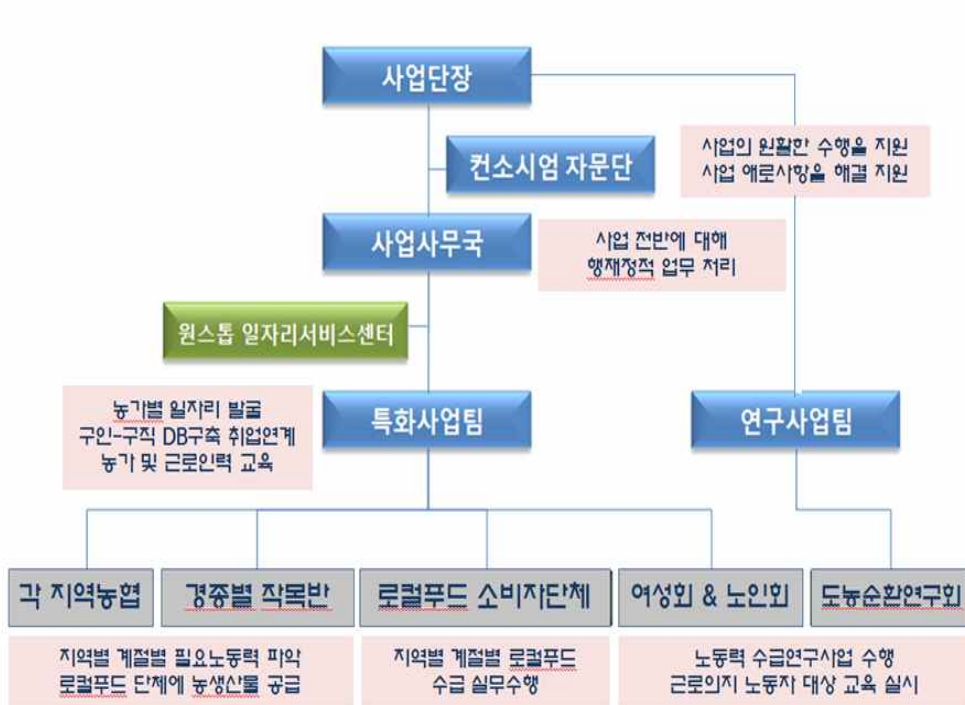 사업단장
사업의 원활한 수행을 지원
사업 애로사항을 해결 지원
컨소시엄 자문단
사업사무국
사업 전반에 대해
행재정적 업무 처리
원스톱 일자리서비스센터
농가별 일자리 발굴
구인-구직 DB구축 취업연계
농가 및 근로인력 교육
특화사업팀
연구사업팀
각 지역농협
경종별 작목반
로컬푸드 소비자단체
여성회 & 노인회
도농순환연구회
지역별 계절별 필요노동력 파악
로컬푸드 단체에 농생산물 공급
지역별 계절별 로컬푸드
수급 실무수행
노동력 수급연구사업 수행
근로의지 노동자 대상 교육 실시